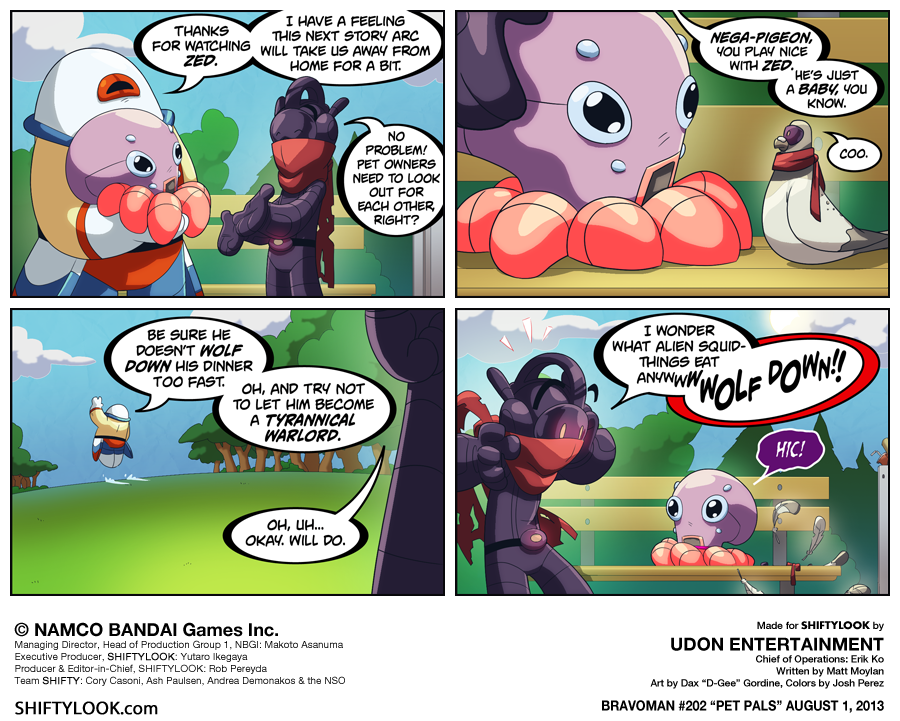 THANKS
FOR WATCHING
ZED.
I HAVE A FEELING
THIS NEXT STORY ARC
WILL TAKE US AWAY FROM
HOME FOR A BIT.
NO
PROBLEM!
PET OWNERS
NEED TO LOOK
OUT FOR
EACH OTHER,
RIGHT?
NEGA-PIGEON,
YOU PLAY NICE
WITH ZED.
HE'S JUST
A BABY, YOU
KNOW.
COO.
BE SURE HE
DOESN'T WOLF
DOWN HIS DINNER
TOO FAST.
OH, AND TRY NOT
TO LET HIM BECOME
A TYRANNICAL
WARLORD.
OH, UH...
OKAY. WILL DO.
I WONDER
WHAT ALIEN SQUID-
THINGS EAT
ANYWWWWOLF DOWN!!
HIC!
© NAMCO BANDAI Games Inc.
Managing Director, Head of Production Group 1, NBGI: Makoto Asanuma
Executive Producer, SHIFTYLOOK: Yutaro Ikegaya
Producer & Editor-in-Chief, SHIFTYLOOK: Rob Pereyda
Team SHIFTY: Cory Casoni, Ash Paulsen, Andrea Demonakos & the NSO
SHIFTYLOOK.com
Made for SHIFTYLOOK by
UDON ENTERTAINMENT
Chief of Operations: Erik Ko
Written by Matt Moylan
Art by Dax "D-Gee" Gordine, Colors by Josh Perez
BRAVOMAN #202 "PET PALS" AUGUST 1, 2013